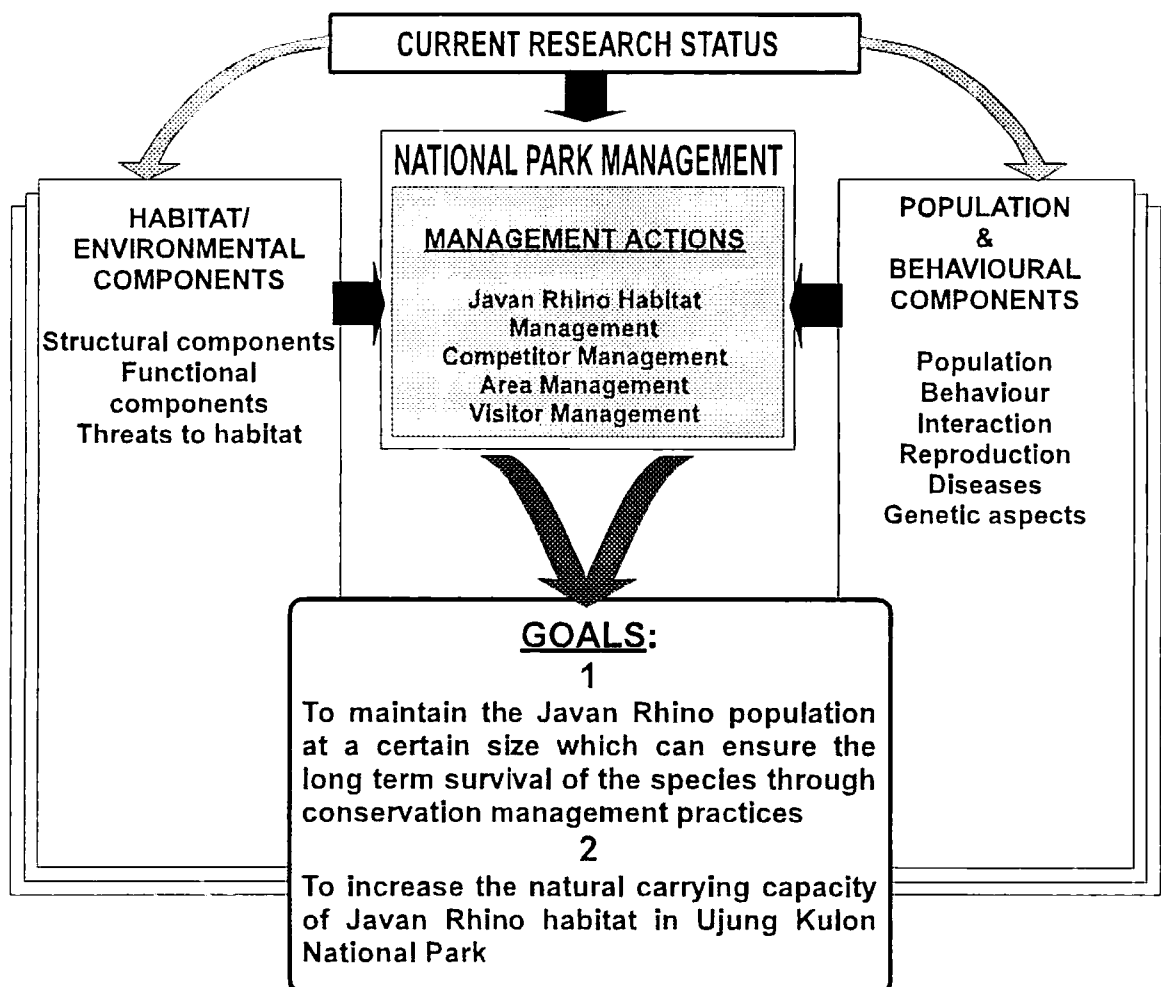 CURRENT RESEARCH STATUS
NATIONAL PARK MANAGEMENT
MANAGEMENT ACTIONS
Javan Rhino Habitat
Management
Competitor Management
Area Management
Visitor Management
HABITAT/
ENVIRONMENTAL
COMPONENTS
Structural components
Functional
components
Threats to habitat
POPULATION
&
BEHAVIOURAL
COMPONENTS
Population
Behaviour
Interaction
Reproduction
Diseases
Genetic aspects
GOALS:
1
To maintain the Javan Rhino population
at a certain size which can ensure the
long term survival of the species through
conservation management practices
2
To increase the natural carrying capacity
of Javan Rhino habitat in Ujung Kulon
National Park